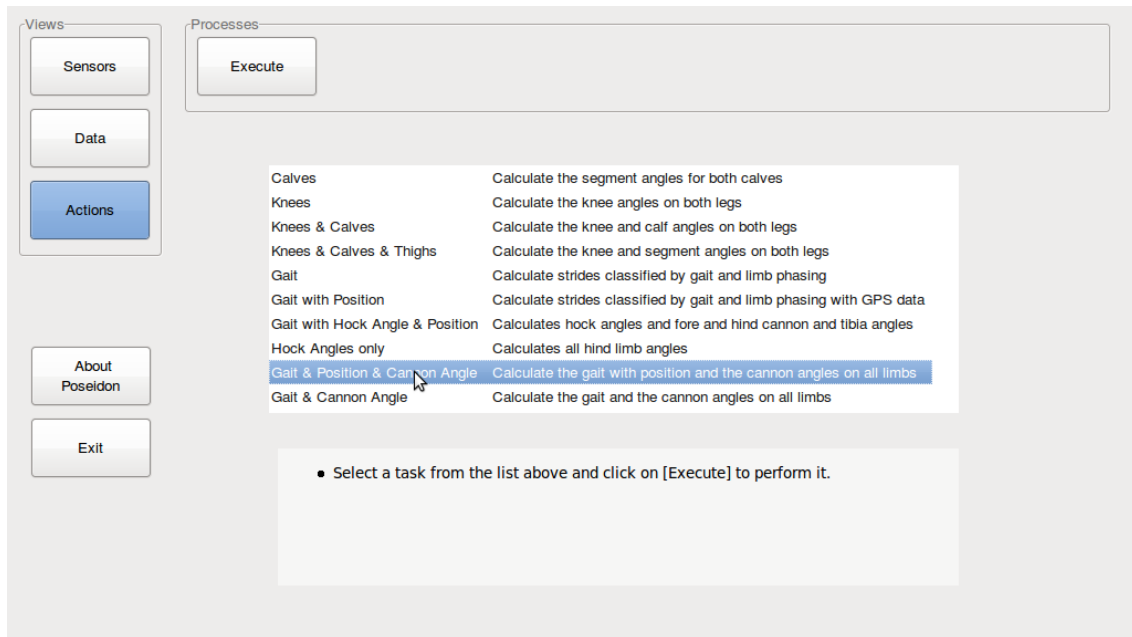 Views
Sensors
Data
Actions
About
Poseidon
Exit
Processes
Execute
Calves Calculate the segment angles for both calves
Knees Calculate the knee angles on both legs
Knees & Calves Calculate the knee and calf angles on both legs
Knees & Calves & Thighs Calculate the knee and segment angles on both legs
Gait Calculate strides classified by gait and limb phasing
Gait with Position Calculate strides classified by gait and limb phasing with GPS data
Gait with Hock Angle & Position Calculates hock angles and fore and hind cannon and tibia angles
Hock Angles only Calculates all hind limb angles
Gait & Position & Cannon Angle Calculate the gait with position and the cannon angles on all limbs
Gait & Cannon Angle Calculate the gait and the cannon angles on all limbs
• Select a task from the list above and click on [Execute] to perform it.